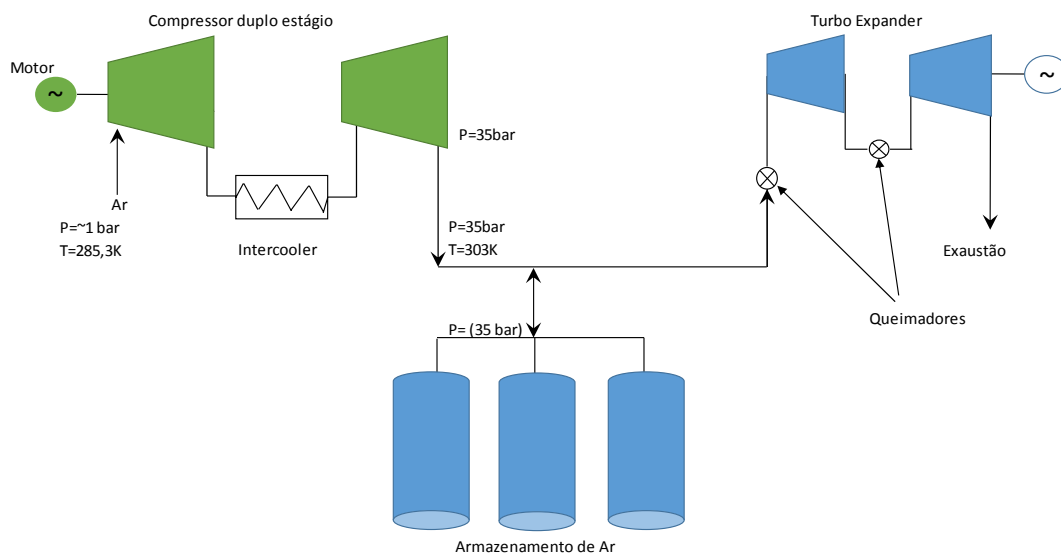 Compressor duplo estágio
Turbo Expander
Motor
~
~
P=35bar
Ar
P=~1 bar
T=285,3K
Intercooler
P=35bar
T=303K
Exaustão
Queimadores
P= (35 bar)
Armazenamento de Ar